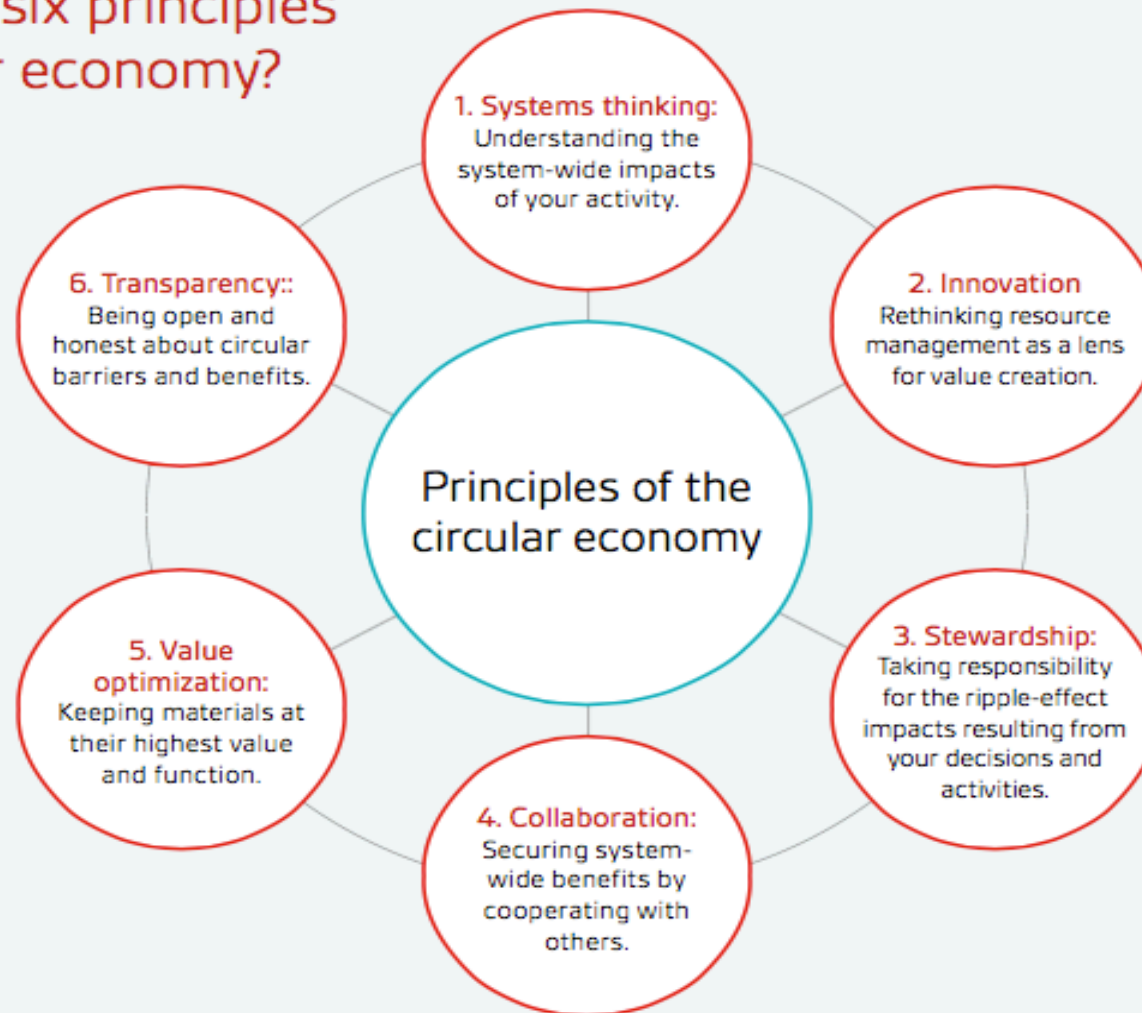 six principles
r economy?
1. Systems thinking:
Understanding the
system-wide impacts
of your activity.
2. Innovation
Rethinking resource
management as a lens
for value creation.
3. Stewardship:
Taking responsibility
for the ripple-effect
impacts resulting from
your decisions and
activities.
4. Collaboration:
Securing system-
wide benefits by
cooperating with
others.
5. Value
optimization:
Keeping materials at
their highest value
and function.
6. Transparency::
Being open and
honest about circular
barriers and benefits.
Principles of the
circular economy